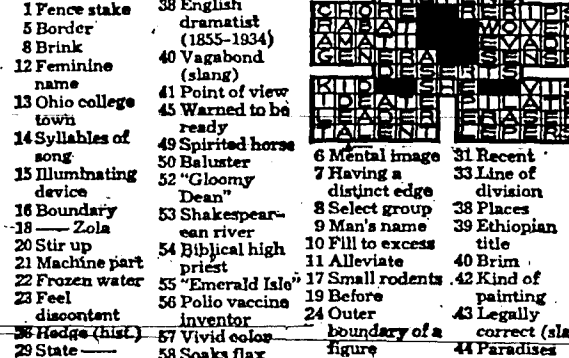 1 Fence stake
5 Border
8 Brink
12 Feminine
name
13 Ohio college
town
14 Syllables of
song
15 Illuminating
device
16 Boundary
18 — Zola
20 Stir up
21 Machine part
22 Frozen water
23 Feel
discontent
26 Hedge (hist.)
29 State —
38 English
dramatist
(1855-1934)
40 Vagabond
(slang)
41 Point of view
45 Warned to be
ready
49 Spirited horse
50 Baluster
52 "Gloomy
Dean"
53 Shakespear-
ean river
54 Biblical high
priest
55 "Emerald Isle"
56 Polio vaccine
inventor
57 Vivid color
58 Soaks flax
GENERA
DESERTS
KID
IDEATE
LEADER
ERASER
TALENT
LEPERS
6 Mental image
7 Having a
distinct edge
8 Select group
9 Man's name
10 Fill to excess
11 Alleviate
17 Small rodents
19 Before
24 Outer
boundary of a
figure
31 Recent
33 Line of
division
38 Places
39 Ethiopian
title
40 Brim
42 Kind of
painting
43 Legally
correct (sla
44 Paradises